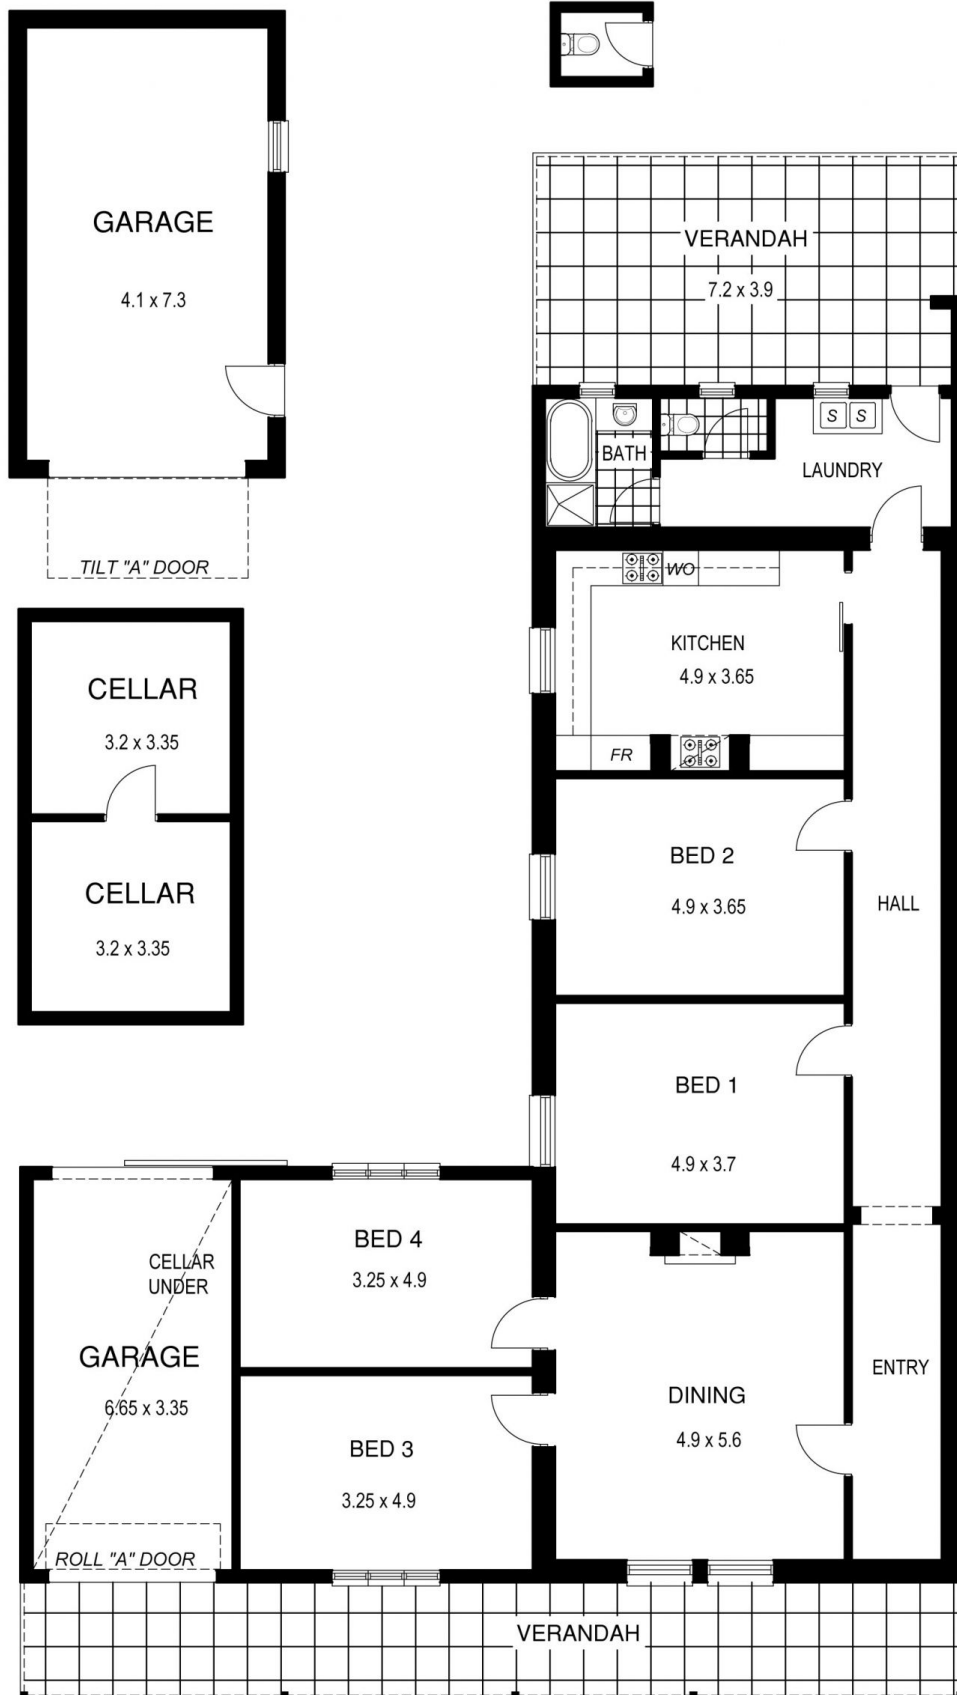 GARAGE
4.1 x 7.3
TILT "A" DOOR
VERANDAH
7.2 x 3.9
BATH
S S
LAUNDRY
WO
KITCHEN
4.9 x 3.65
FR
CELLAR
3.2 x 3.35
CELLAR
3.2 x 3.35
BED 2
4.9 x 3.65
HALL
BED 1
4.9 x 3.7
BED 4
3.25 x 4.9
CELLAR
UNDER
GARAGE
6.65 x 3.35
ROLL "A" DOOR
BED 3
3.25 x 4.9
DINING
4.9 x 5.6
ENTRY
VERANDAH